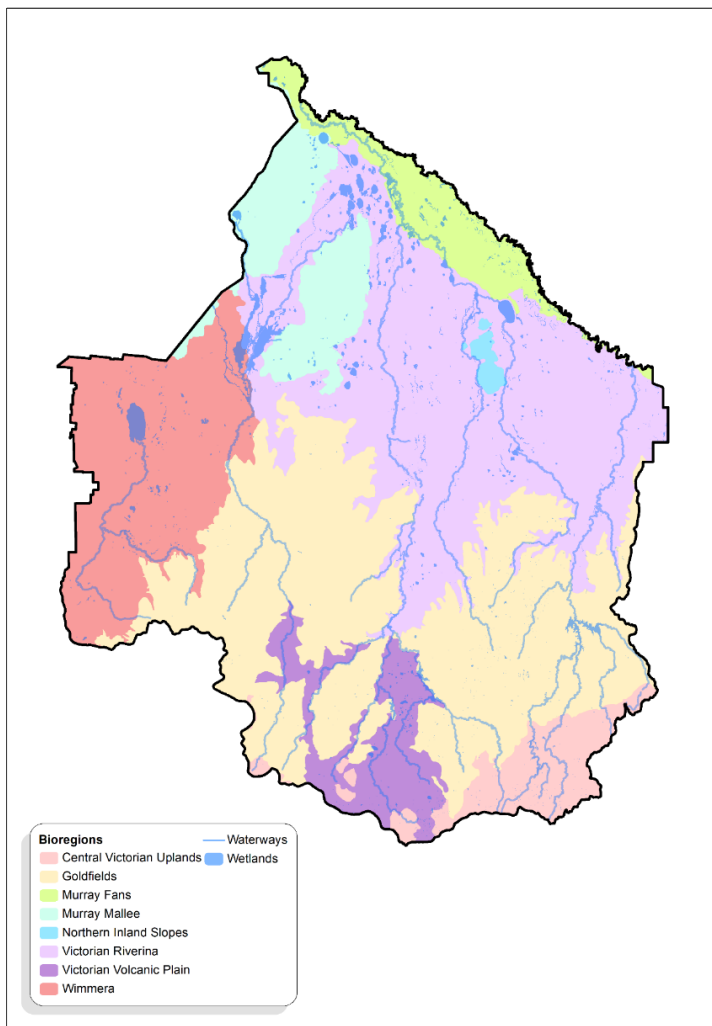 Bioregions
Central Victorian Uplands
Goldfields
Murray Fans
Murray Mallee
Northern Inland Slopes
Victorian Riverina
Victorian Volcanic Plain
Wimmera
Waterways
Wetlands